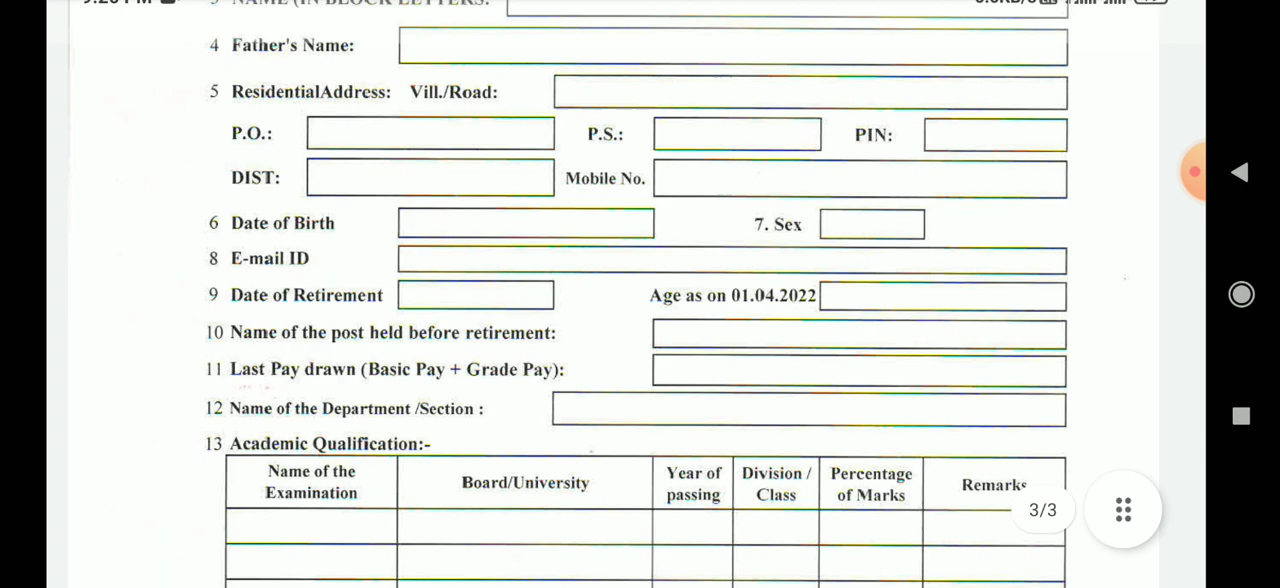 3 NAME (IN BLOCK LETTERS:
4 Father's Name:
5 ResidentialAddress: Vill./Road:
P.O.: P.S.: PIN:
DIST: Mobile No.
6 Date of Birth 7. Sex
8 E-mail ID
9 Date of Retirement Age as on 01.04.2022
10 Name of the post held before retirement:
11 Last Pay drawn (Basic Pay + Grade Pay):
12 Name of the Department /Section :
13 Academic Qualification:-
Name of the Examination Board/University Year of passing Division / Class Percentage of Marks Remarks
3/3